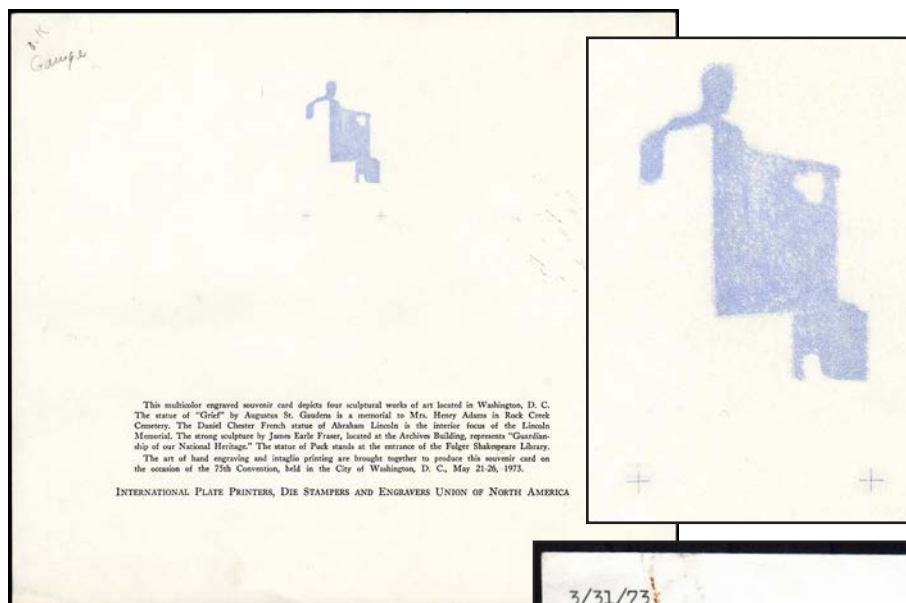 O.K
This multicolor engraved souvenir card depicts four sculptural works of art located in Washington, D. C.
The statue of "Grief" by Augustus St. Gaudens is a memorial to Mrs. Henry Adams in Rock Creek
Cemetery. The Daniel Chester French statue of Abraham Lincoln is the interior focus of the Lincoln
Memorial. The strong sculpture by James Earle Fraser, located at the Archives Building, represents "Guardian-
ship of our National Heritage." The statue of Puck stands at the entrance of the Folger Shakespeare Library.
The art of hand engraving and intaglio printing are brought together to produce this souvenir card on
the occasion of the 75th Convention, held in the City of Washington, D. C., May 21-26, 1973.
INTERNATIONAL PLATE PRINTERS, DIE STAMPERS AND ENGRAVERS UNION OF NORTH AMERICA
3/31/73